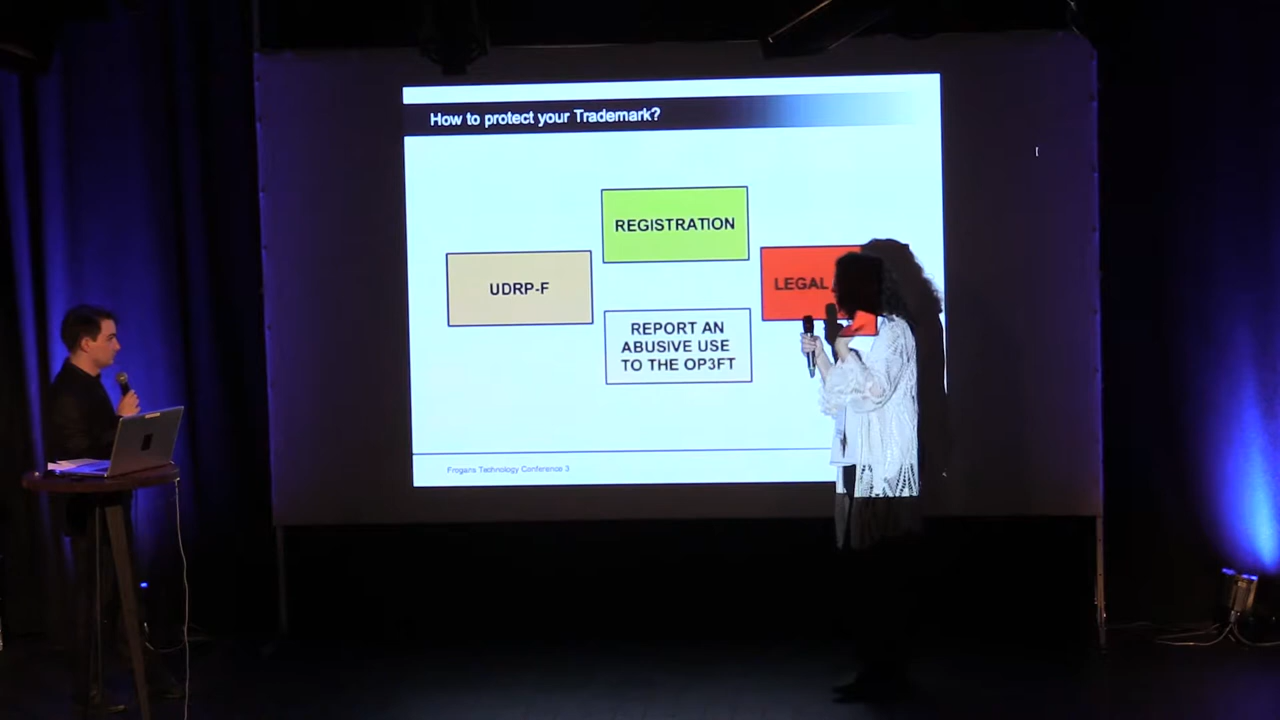 How to protect your Trademark?
REGISTRATION
UDRP-F
LEGAL
REPORT AN
ABUSIVE USE
TO THE OP3FT
Frogans Technology Conference 3